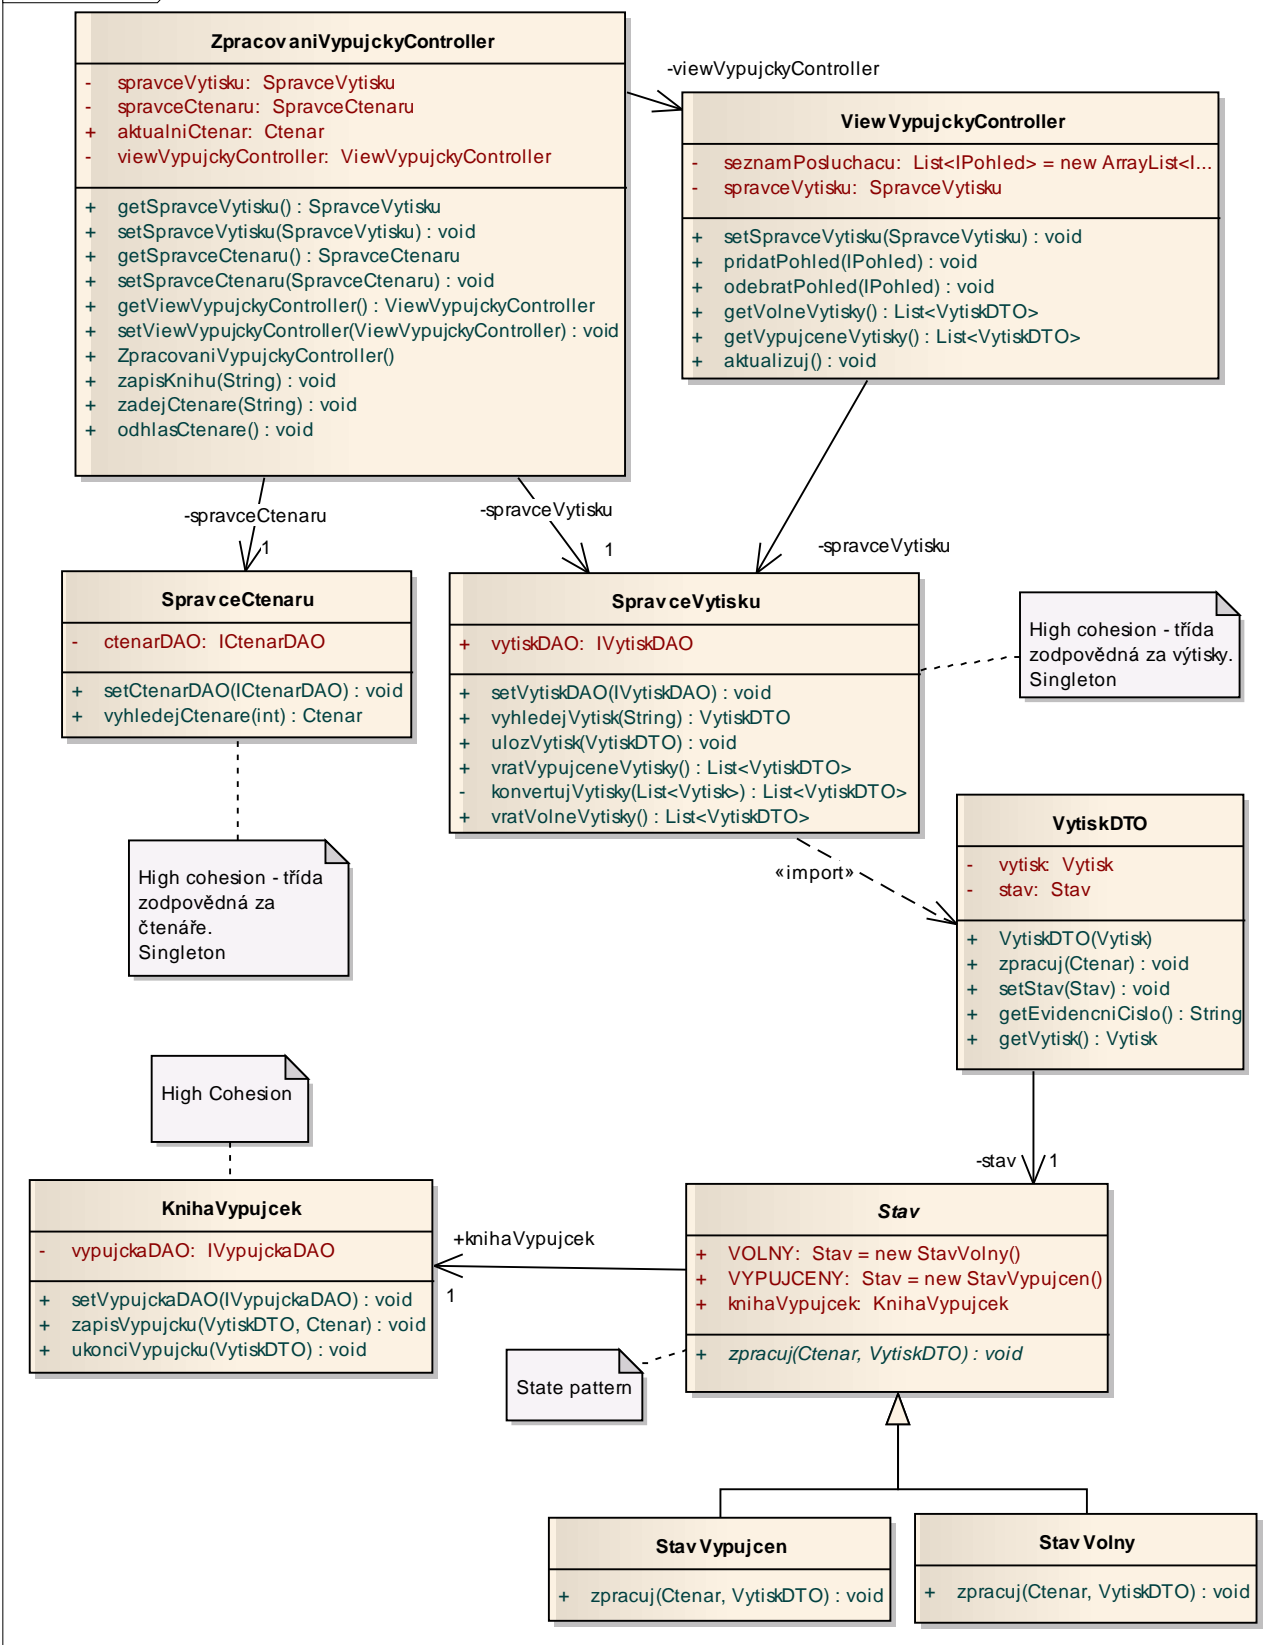 ZpracovaniVypujckyController
- spravceVytisku: SpravceVytisku
- spravceCtenaru: SpravceCtenaru
+ aktualniCtenar: Ctenar
- viewVypujckyController: ViewVypujckyController
+ getSpravceVytisku() : SpravceVytisku
+ setSpravceVytisku(SpravceVytisku) : void
+ getSpravceCtenaru() : SpravceCtenaru
+ setSpravceCtenaru(SpravceCtenaru) : void
+ getViewVypujckyController() : ViewVypujckyController
+ setViewVypujckyController(ViewVypujckyController) : void
+ ZpracovaniVypujckyController()
+ zapisKnihu(String) : void
+ zadejCtenare(String) : void
+ odhlasCtenare() : void
-viewVypujckyController
ViewVypujckyController
- seznamPosluchacu: List<IPohled> = new ArrayList<I...
- spravceVytisku: SpravceVytisku
+ setSpravceVytisku(SpravceVytisku) : void
+ pridatPohled(IPohled) : void
+ odebratPohled(IPohled) : void
+ getVolneVytisky() : List<VytiskDTO>
+ getVypujceneVytisky() : List<VytiskDTO>
+ aktualizuj() : void
-spravceCtenaru
1
-spravceVytisku
1
-spravceVytisku
SpravceCtenaru
- ctenarDAO: ICtenarDAO
+ setCtenarDAO(ICtenarDAO) : void
+ vyhledejCtenare(int) : Ctenar
SpravceVytisku
+ vytiskDAO: IVytiskDAO
+ setVytiskDAO(IVytiskDAO) : void
+ vyhledejVytisk(String) : VytiskDTO
+ ulozVytisk(VytiskDTO) : void
+ vratVypujceneVytisky() : List<VytiskDTO>
- konvertujVytisky(List<Vytisk>) : List<VytiskDTO>
+ vratVolneVytisky() : List<VytiskDTO>
High cohesion - třída
zodpovědná za výtisky.
Singleton
High cohesion - třída
zodpovědná za
čtenáře.
Singleton
«import»
VytiskDTO
- vytisk: Vytisk
- stav: Stav
+ VytiskDTO(Vytisk)
+ zpracuj(Ctenar) : void
+ setStav(Stav) : void
+ getEvidencniCislo() : String
+ getVytisk() : Vytisk
High Cohesion
-stav
1
KnihaVypujcek
- vypujckaDAO: IVypujckaDAO
+ setVypujckaDAO(IVypujckaDAO) : void
+ zapisVypujcku(VytiskDTO, Ctenar) : void
+ ukonciVypujcku(VytiskDTO) : void
+knihaVypujcek
1
Stav
+ VOLNY: Stav = new StavVolny()
+ VYPUJCENY: Stav = new StavVypujcen()
+ knihaVypujcek: KnihaVypujcek
+ zpracuj(Ctenar, VytiskDTO) : void
State pattern
StavVypujcen
+ zpracuj(Ctenar, VytiskDTO) : void
StavVolny
+ zpracuj(Ctenar, VytiskDTO) : void